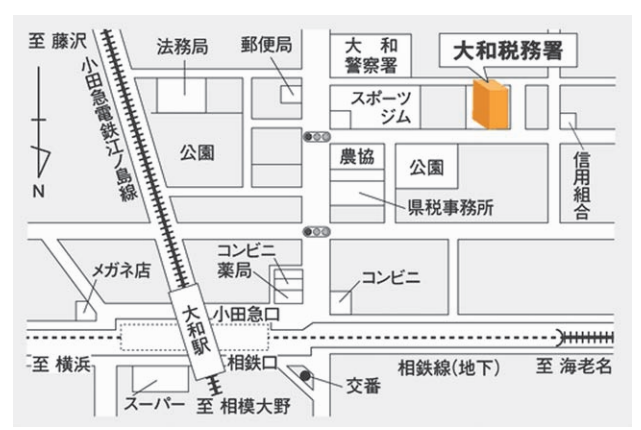 至 藤沢
法務局
郵便局
大 和
警察署
大和税務署
小田急電鉄江ノ島線
スポーツ
ジム
N
公園
農協
公園
信用組合
県税事務所
メガネ店
コンビニ
薬局
コンビニ
大和駅
小田急口
至 横浜
相鉄口
相鉄線(地下)
至 海老名
スーパー
至 相模大野
交番